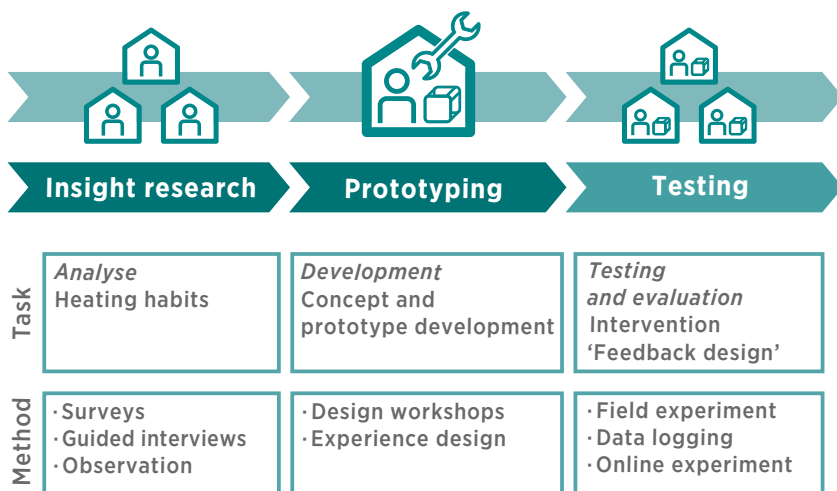 Insight research
Prototyping
Testing
Task
Analyse
Heating habits
Development
Concept and
prototype development
Testing
and evaluation
Intervention
‘Feedback design’
Method
· Surveys
· Guided interviews
· Observation
· Design workshops
· Experience design
· Field experiment
· Data logging
· Online experiment